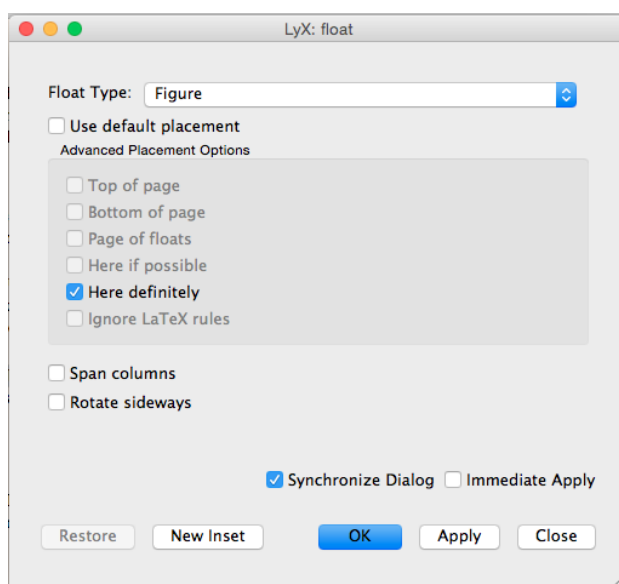 LyX: float
Float Type: Figure
Use default placement
Advanced Placement Options
Top of page
Bottom of page
Page of floats
Here if possible
Here definitely
Ignore LaTeX rules
Span columns
Rotate sideways
Synchronize Dialog Immediate Apply
Restore New Inset OK Apply Close